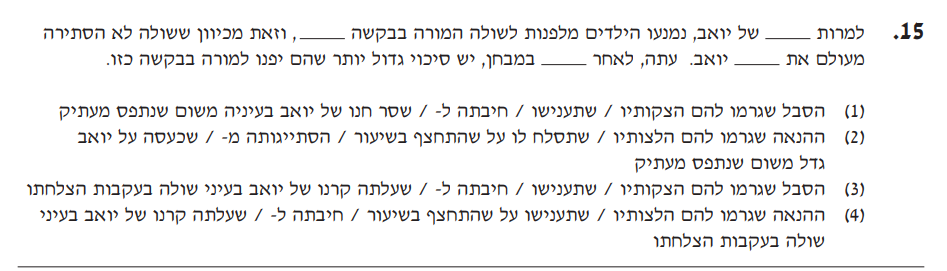 15. למרות _____ של יואב, נמנעו הילדים מלפנות לשולה המורה בבקשה _____, וזאת מכיוון ששולה לא הסתירה
מעולם את _____ יואב. עתה, לאחר _____ במבחן, יש סיכוי גדול יותר שהם יפנו למורה בבקשה כזו.
(1) הסבל שגרמו להם הצקותיו / שתענישו / חיבתה ל- / שסר חנו של יואב בעיניה משום שנתפס מעתיק
(2) ההנאה שגרמו להם הלצותיו / שתסלח לו על שהתחצף בשיעור / הסתייגותה מ- / שכעסה על יואב
גדל משום שנתפס מעתיק
(3) הסבל שגרמו להם הצקותיו / שתענישו / חיבתה ל- / שעלתה קרנו של יואב בעיני שולה בעקבות הצלחתו
(4) ההנאה שגרמו להם הלצותיו / שתענישו על שהתחצף בשיעור / חיבתה ל- / שעלתה קרנו של יואב בעיני
שולה בעקבות הצלחתו